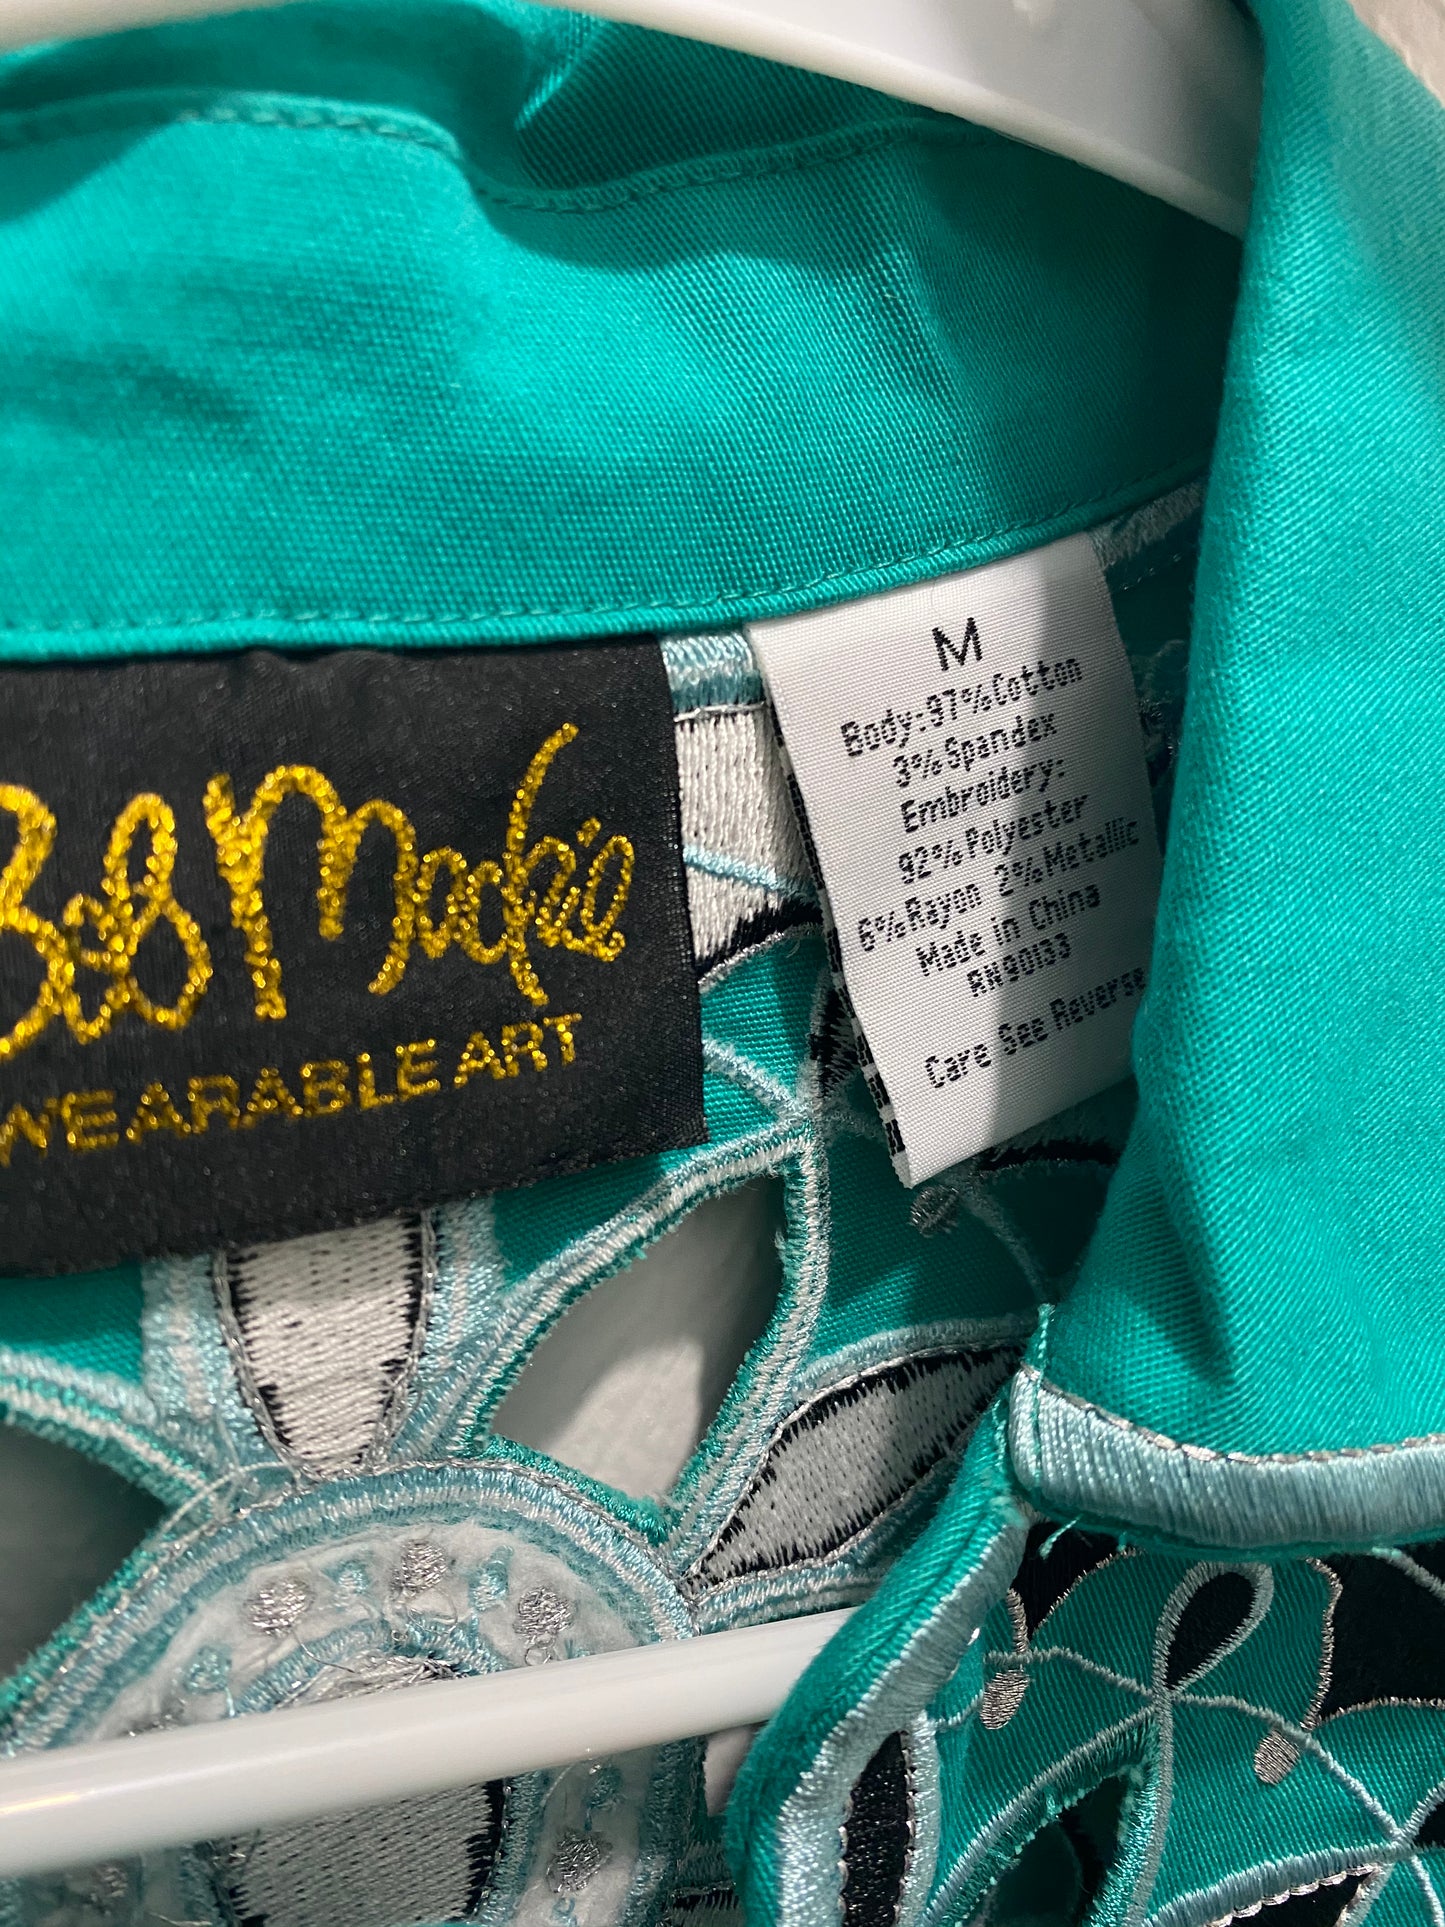 Bob Mackie
WEARABLE ART
M
Body:97%Cotton
3%Spandex
Embroidery:
92%Polyester
6%Rayon 2%Metallic
Made in China
RN90133
Care See Reverse